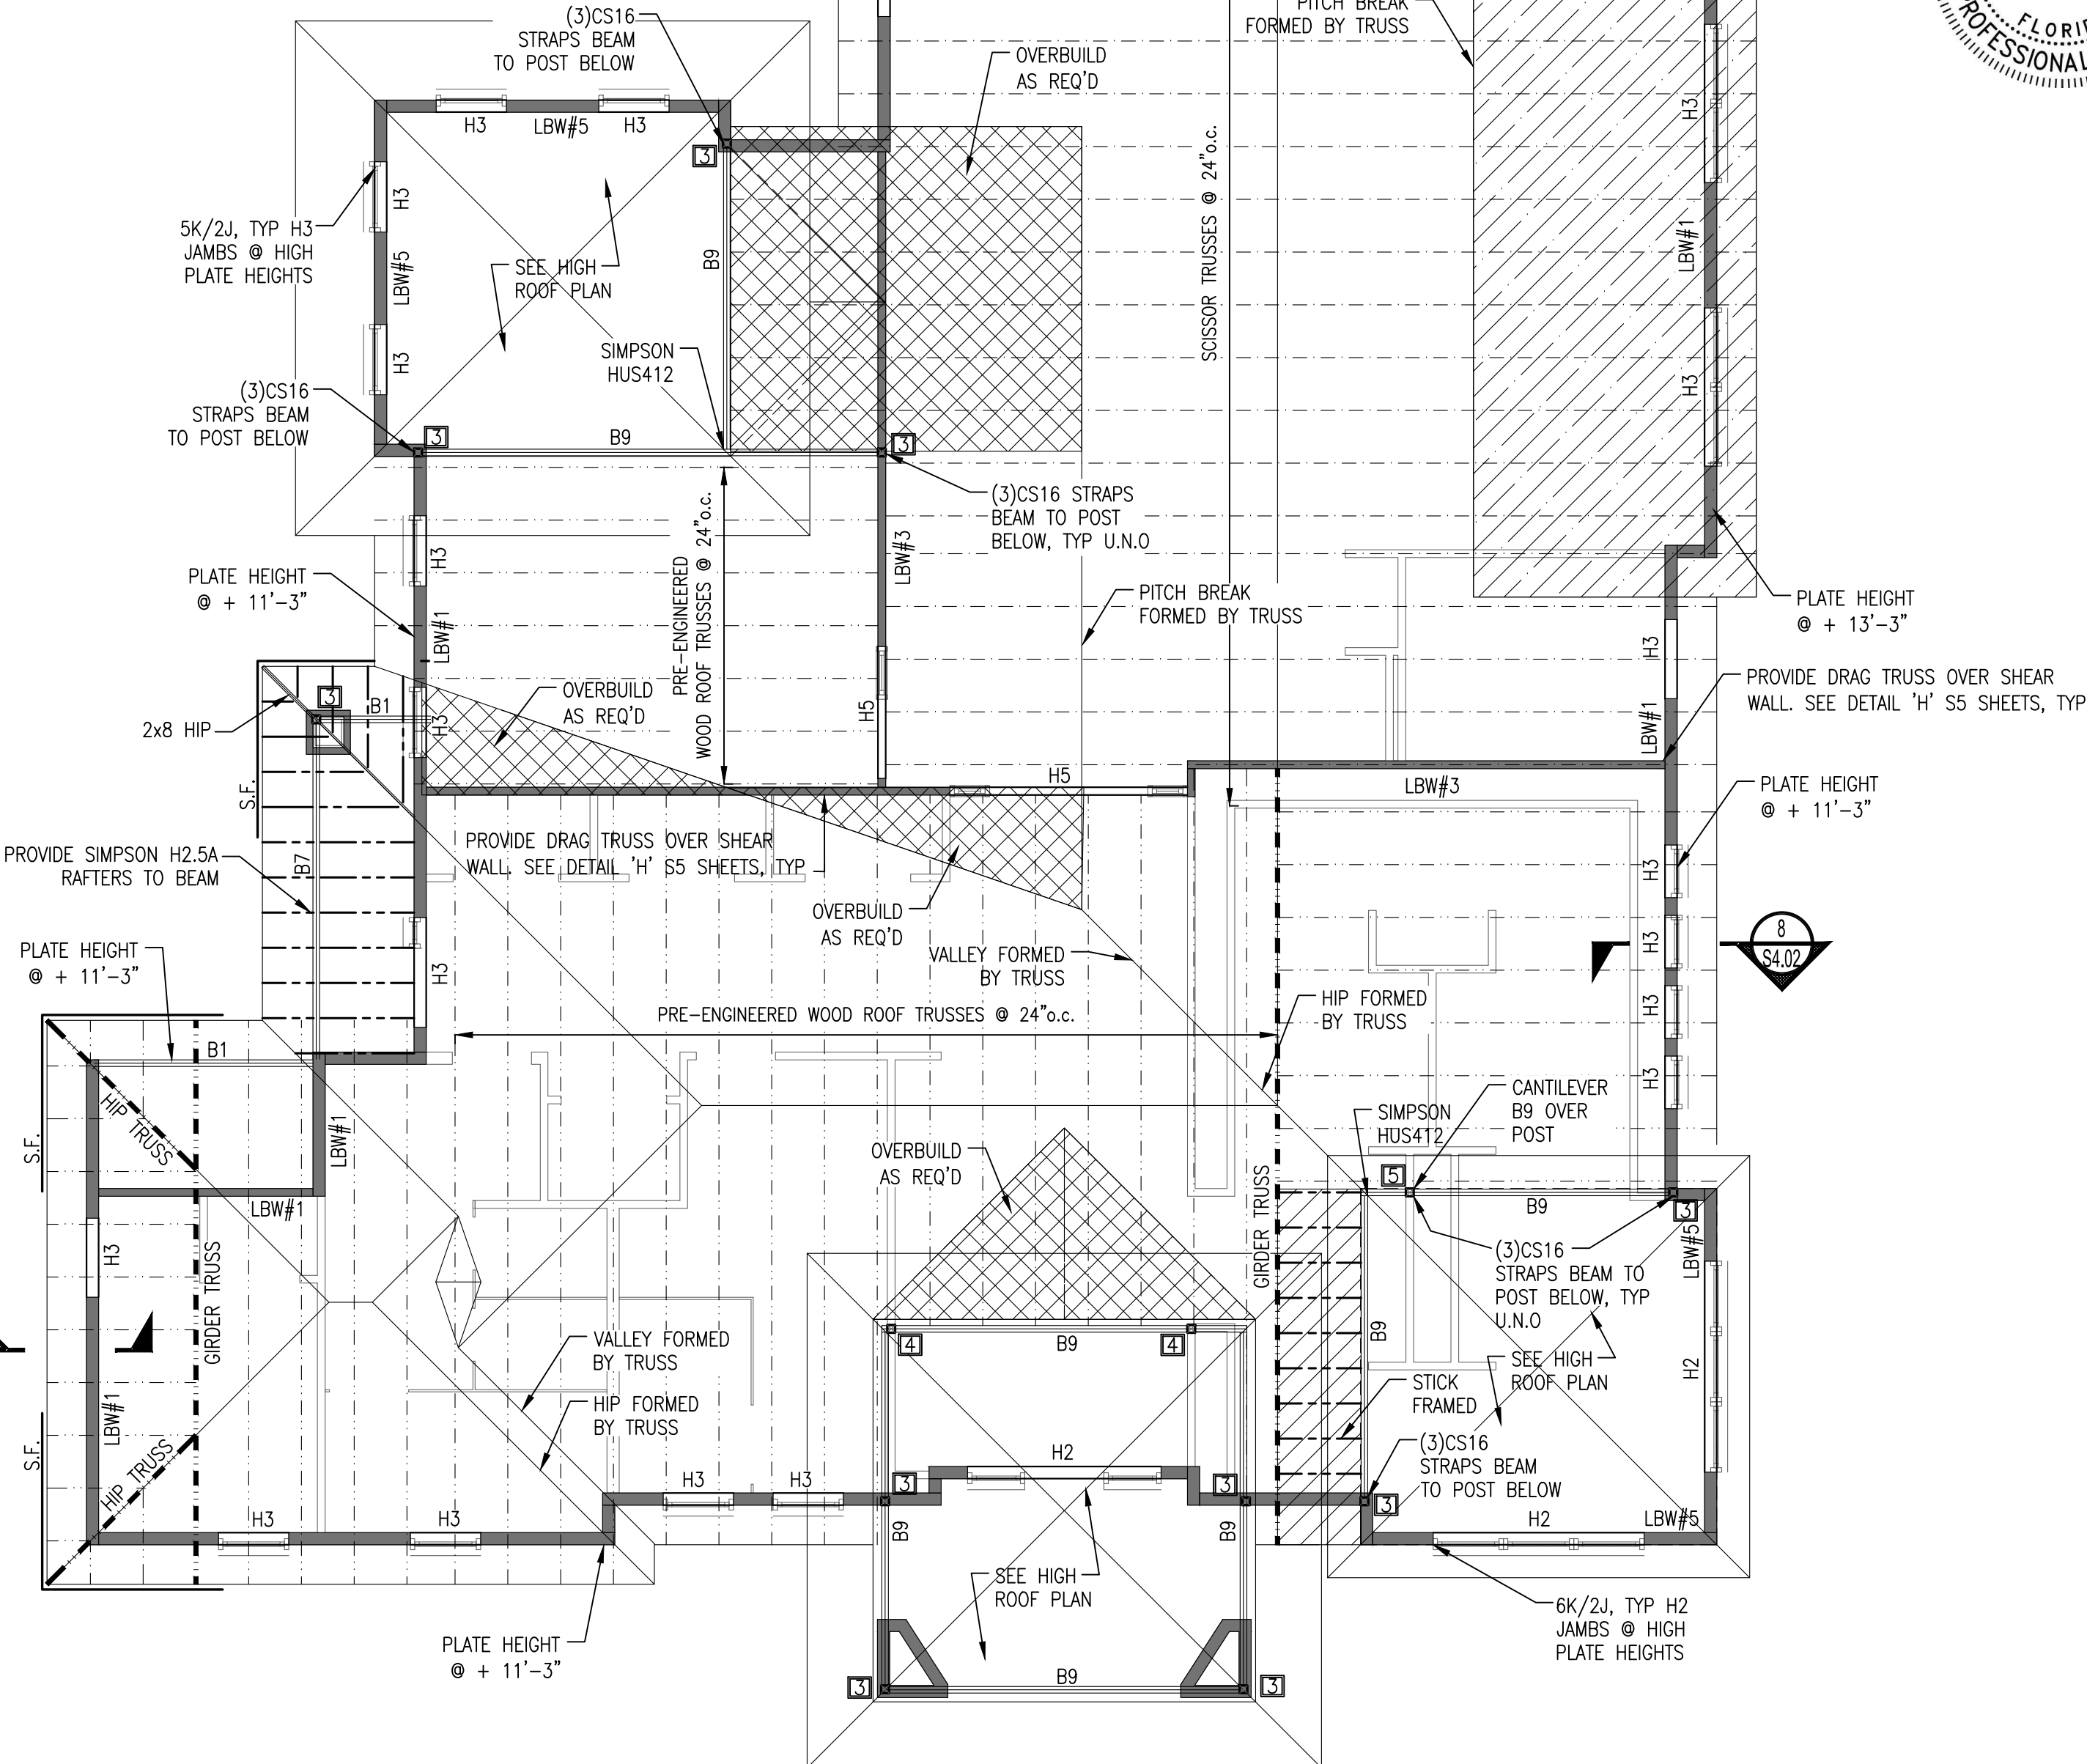 (3)CS16
STRAPS BEAM
TO POST BELOW
PITCH BREAK
FORMED BY TRUSS
FLORI
PROFESSIONAL
OVERBUILD
AS REQ'D
H3
LBW#5
H3
3
H3
5K/2J, TYP H3
JAMBS @ HIGH
PLATE HEIGHTS
H3
LBW#5
H3
SEE HIGH
ROOF PLAN
B9
SCISSOR TRUSSES @ 24"o.c.
LBW#1
H3
SIMPSON
HUS412
(3)CS16
STRAPS BEAM
TO POST BELOW
3
B9
3
(3)CS16 STRAPS
BEAM TO POST
BELOW, TYP U.N.O
PLATE HEIGHT
@ + 11'-3"
H3
LBW#1
PRE-ENGINEERED
WOOD ROOF TRUSSES @ 24"o.c.
LBW#3
PITCH BREAK
FORMED BY TRUSS
PLATE HEIGHT
@ + 13'-3"
H3
PROVIDE DRAG TRUSS OVER SHEAR
WALL. SEE DETAIL 'H' S5 SHEETS, TYP
LBW#1
3
B1
H3
2x8 HIP
OVERBUILD
AS REQ'D
H5
H5
LBW#3
PLATE HEIGHT
@ + 11'-3"
S.F.
B7
PROVIDE SIMPSON H2.5A
RAFTERS TO BEAM
PROVIDE DRAG TRUSS OVER SHEAR
WALL. SEE DETAIL 'H' S5 SHEETS, TYP
OVERBUILD
AS REQ'D
H3
H3
H3
H3
8
S4.02
VALLEY FORMED
BY TRUSS
PLATE HEIGHT
@ + 11'-3"
H3
PRE-ENGINEERED WOOD ROOF TRUSSES @ 24"o.c.
HIP FORMED
BY TRUSS
B1
HIP
TRUSS
S.F.
LBW#1
LBW#1
CANTILEVER
B9 OVER
POST
SIMPSON
HUS412
OVERBUILD
AS REQ'D
5
B9
3
H3
GIRDER TRUSS
GIRDER TRUSS
(3)CS16
STRAPS BEAM TO
POST BELOW, TYP
U.N.O
LBW#5
B9
4
B9
4
VALLEY FORMED
BY TRUSS
SEE HIGH
ROOF PLAN
H2
STICK
FRAMED
HIP FORMED
BY TRUSS
LBW#1
S.F.
HIP TRUSS
H2
(3)CS16
STRAPS BEAM
TO POST BELOW
H3
H3
3
3
3
H3
H3
B9
B9
H2
LBW#5
SEE HIGH
ROOF PLAN
6K/2J, TYP H2
JAMBS @ HIGH
PLATE HEIGHTS
PLATE HEIGHT
@ + 11'-3"
3
B9
3